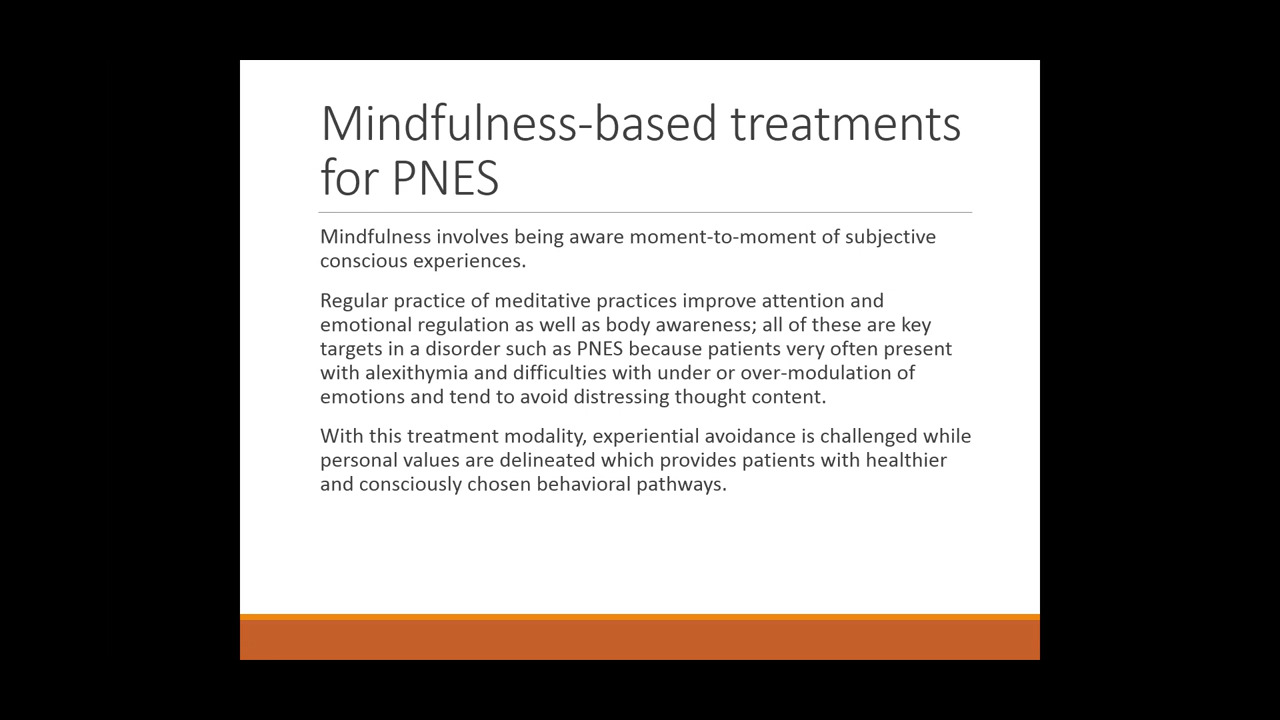 Mindfulness-based treatments
for PNES
Mindfulness involves being aware moment-to-moment of subjective
conscious experiences.
Regular practice of meditative practices improve attention and
emotional regulation as well as body awareness; all of these are key
targets in a disorder such as PNES because patients very often present
with alexithymia and difficulties with under or over-modulation of
emotions and tend to avoid distressing thought content.
With this treatment modality, experiential avoidance is challenged while
personal values are delineated which provides patients with healthier
and consciously chosen behavioral pathways.